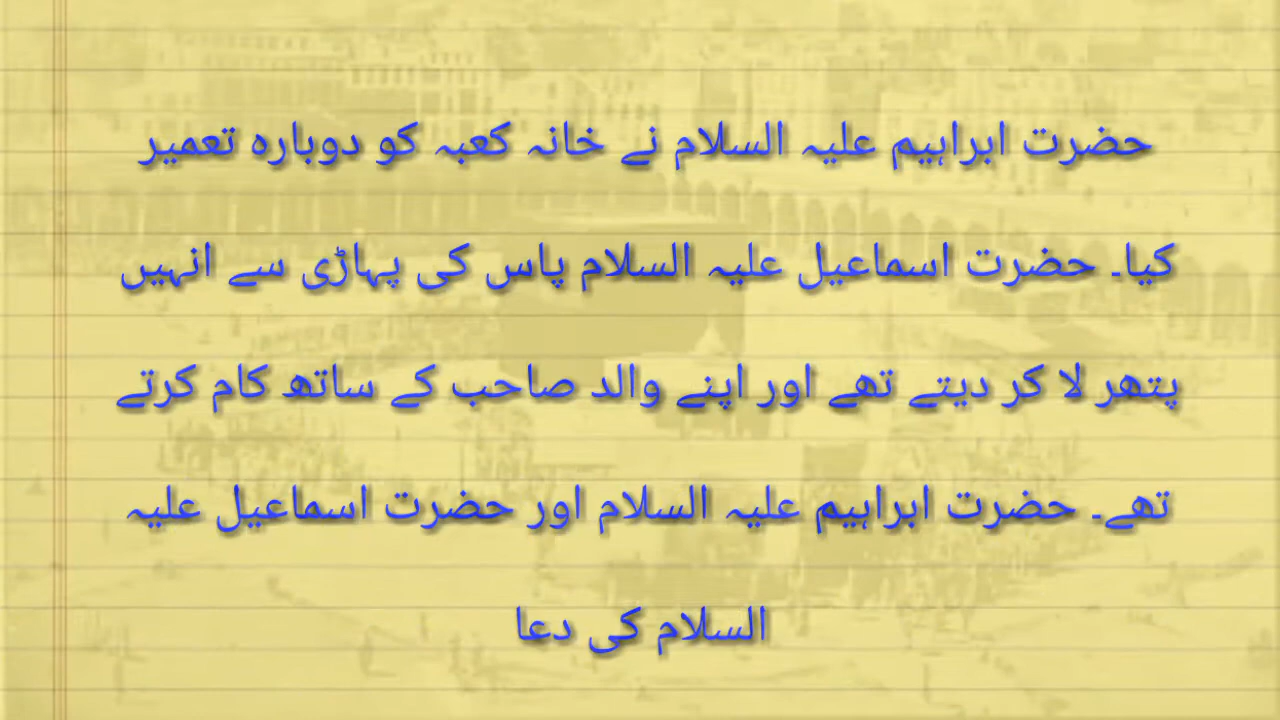 حضرت ابراہیم علیہ السلام نے خانہ کعبہ کو دوبارہ تعمیر
کیا۔ حضرت اسماعیل علیہ السلام پاس کی پہاڑی سے انہیں
پتھر لا کر دیتے تھے اور اپنے والد صاحب کے ساتھ کام کرتے
تھے۔ حضرت ابراہیم علیہ السلام اور حضرت اسماعیل علیہ
السلام کی دعا